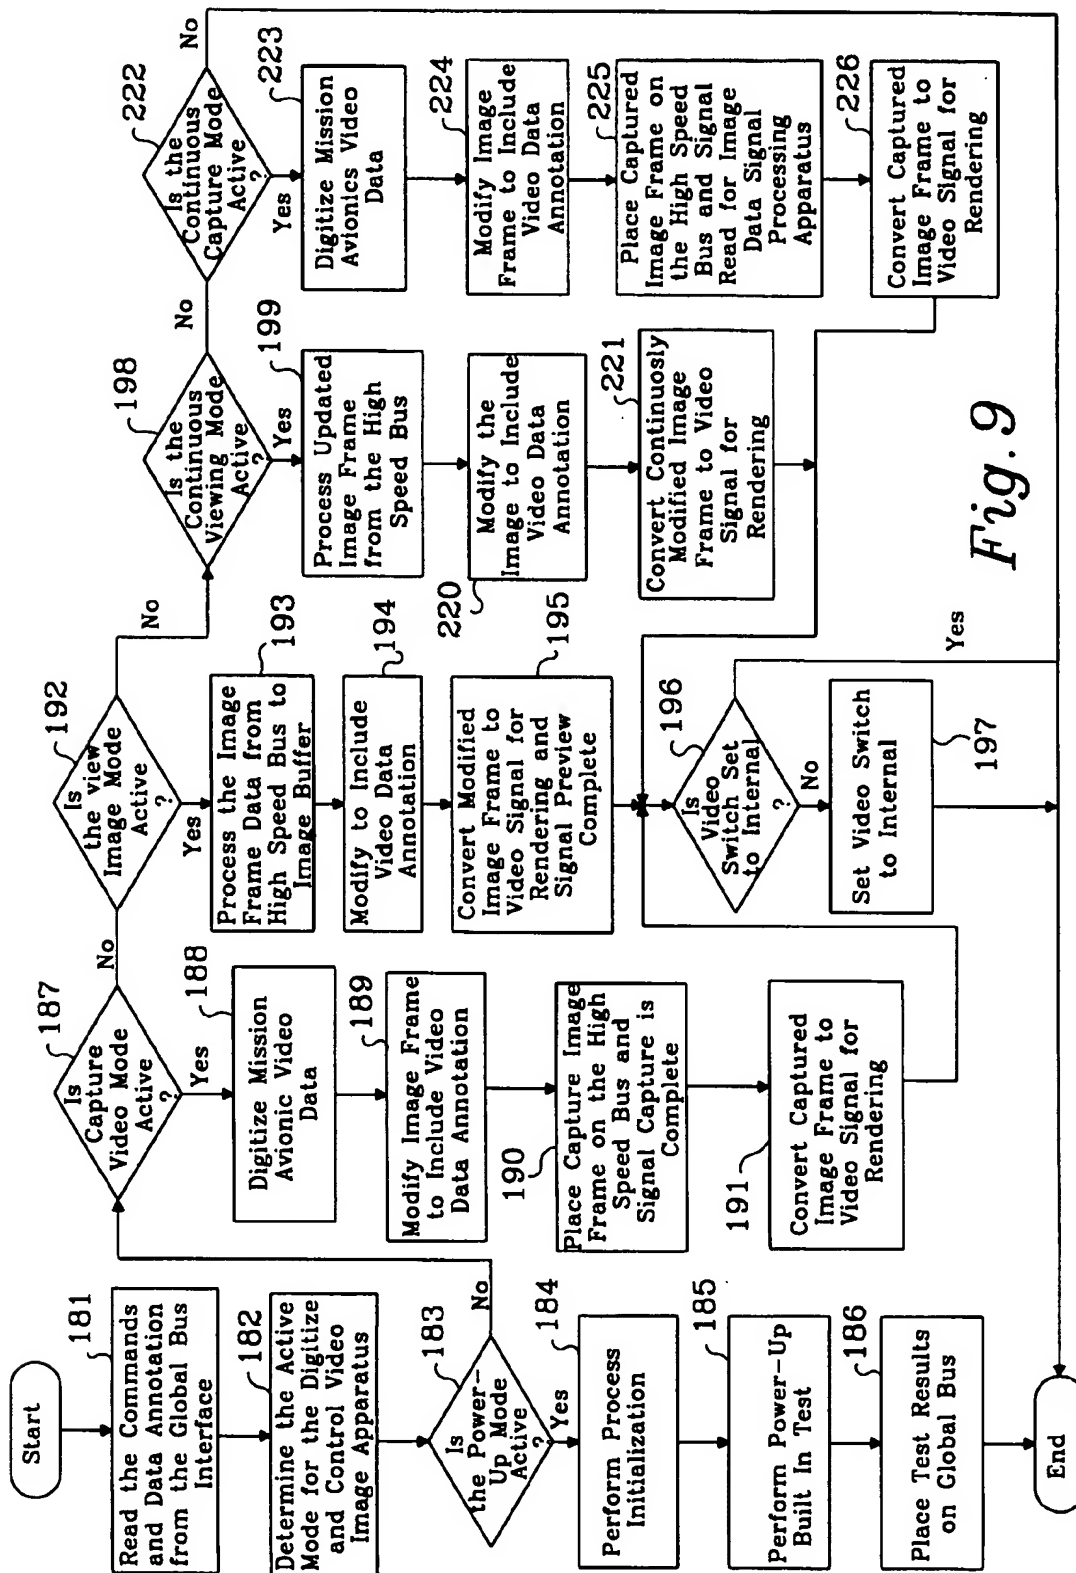 Start
181
Read the Commands
and Data Annotation
from the Global Bus
Interface
182
Determine the Active
Mode for the Digitize
and Control Video
Image Apparatus
183
Is
the Power-
Up Mode
Active
?
No
Yes
184
Perform Process
Initialization
185
Perform Power-Up
Built In Test
186
Place Test Results
on Global Bus
End
187
Is
Capture
Video Mode
Active
?
No
Yes
188
Digitize Mission
Avionic Video
Data
189
Modify Image Frame
to Include Video
Data Annotation
190
Place Capture Image
Frame on the High
Speed Bus and
Signal Capture is
Complete
191
Convert Captured
Image Frame to
Video Signal for
Rendering
192
Is
the view
Image Mode
Active
?
No
Yes
193
Process the Image
Frame Data from
High Speed Bus to
Image Buffer
194
Modify to Include
Video Data
Annotation
195
Convert Modified
Image Frame to
Video Signal for
Rendering and
Signal Preview
Complete
196
Is
Video
Switch Set
to Internal
?
Yes
No
197
Set Video Switch
to Internal
198
Is the
Continuous
Viewing Mode
Active
?
No
Yes
199
Process Updated
Image Frame
from the High
Speed Bus
220
Modify the
Image to Include
Video Data
Annotation
221
Convert Continuosly
Modified Image
Frame to Video
Signal for
Rendering
222
Is the
Continuous
Capture Mode
Active
?
No
Yes
223
Digitize Mission
Avionics Video
Data
224
Modify Image
Frame to Include
Video Data
Annotation
225
Place Captured
Image Frame on
the High Speed
Bus and Signal
Read for Image
Data Signal
Processing
Apparatus
226
Convert Captured
Image Frame to
Video Signal for
Rendering
Fig. 9